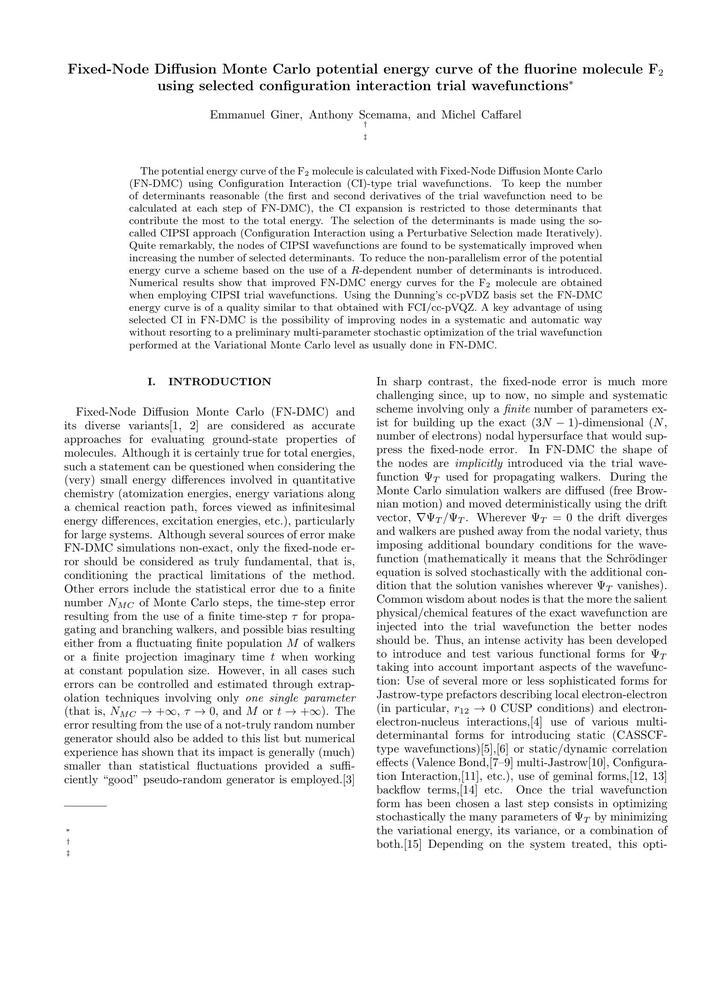 Fixed-Node Diffusion Monte Carlo potential energy curve of the fluorine molecule F₂
using selected configuration interaction trial wavefunctions*
Emmanuel Giner, Anthony Scemama, and Michel Caffarel
†
‡
The potential energy curve of the F₂ molecule is calculated with Fixed-Node Diffusion Monte Carlo
(FN-DMC) using Configuration Interaction (CI)-type trial wavefunctions. To keep the number
of determinants reasonable (the first and second derivatives of the trial wavefunction need to be
calculated at each step of FN-DMC), the CI expansion is restricted to those determinants that
contribute the most to the total energy. The selection of the determinants is made using the so-
called CIPSI approach (Configuration Interaction using a Perturbative Selection made Iteratively).
Quite remarkably, the nodes of CIPSI wavefunctions are found to be systematically improved when
increasing the number of selected determinants. To reduce the non-parallelism error of the potential
energy curve a scheme based on the use of a R-dependent number of determinants is introduced.
Numerical results show that improved FN-DMC energy curves for the F₂ molecule are obtained
when employing CIPSI trial wavefunctions. Using the Dunning's cc-pVDZ basis set the FN-DMC
energy curve is of a quality similar to that obtained with FCI/cc-pVQZ. A key advantage of using
selected CI in FN-DMC is the possibility of improving nodes in a systematic and automatic way
without resorting to a preliminary multi-parameter stochastic optimization of the trial wavefunction
performed at the Variational Monte Carlo level as usually done in FN-DMC.
I. INTRODUCTION
Fixed-Node Diffusion Monte Carlo (FN-DMC) and
its diverse variants[1, 2] are considered as accurate
approaches for evaluating ground-state properties of
molecules. Although it is certainly true for total energies,
such a statement can be questioned when considering the
(very) small energy differences involved in quantitative
chemistry (atomization energies, energy variations along
a chemical reaction path, forces viewed as infinitesimal
energy differences, excitation energies, etc.), particularly
for large systems. Although several sources of error make
FN-DMC simulations non-exact, only the fixed-node er-
ror should be considered as truly fundamental, that is,
conditioning the practical limitations of the method.
Other errors include the statistical error due to a finite
number N_MC of Monte Carlo steps, the time-step error
resulting from the use of a finite time-step τ for propa-
gating and branching walkers, and possible bias resulting
either from a fluctuating finite population M of walkers
or a finite projection imaginary time t when working
at constant population size. However, in all cases such
errors can be controlled and estimated through extrap-
olation techniques involving only one single parameter
(that is, N_MC → +∞, τ → 0, and M or t → +∞). The
error resulting from the use of a not-truly random number
generator should also be added to this list but numerical
experience has shown that its impact is generally (much)
smaller than statistical fluctuations provided a suffi-
ciently “good” pseudo-random generator is employed.[3]
*
†
‡
In sharp contrast, the fixed-node error is much more
challenging since, up to now, no simple and systematic
scheme involving only a finite number of parameters ex-
ist for building up the exact (3N − 1)-dimensional (N,
number of electrons) nodal hypersurface that would sup-
press the fixed-node error. In FN-DMC the shape of
the nodes are implicitly introduced via the trial wave-
function Ψ_T used for propagating walkers. During the
Monte Carlo simulation walkers are diffused (free Brow-
nian motion) and moved deterministically using the drift
vector, ∇Ψ_T/Ψ_T. Wherever Ψ_T = 0 the drift diverges
and walkers are pushed away from the nodal variety, thus
imposing additional boundary conditions for the wave-
function (mathematically it means that the Schrödinger
equation is solved stochastically with the additional con-
dition that the solution vanishes wherever Ψ_T vanishes).
Common wisdom about nodes is that the more the salient
physical/chemical features of the exact wavefunction are
injected into the trial wavefunction the better nodes
should be. Thus, an intense activity has been developed
to introduce and test various functional forms for Ψ_T
taking into account important aspects of the wavefunc-
tion: Use of several more or less sophisticated forms for
Jastrow-type prefactors describing local electron-electron
(in particular, r₁₂ → 0 CUSP conditions) and electron-
electron-nucleus interactions,[4] use of various multi-
determinantal forms for introducing static (CASSCF-
type wavefunctions)[5],[6] or static/dynamic correlation
effects (Valence Bond,[7–9] multi-Jastrow[10], Configura-
tion Interaction,[11], etc.), use of geminal forms,[12, 13]
backflow terms,[14] etc. Once the trial wavefunction
form has been chosen a last step consists in optimizing
stochastically the many parameters of Ψ_T by minimizing
the variational energy, its variance, or a combination of
both.[15] Depending on the system treated, this opti-